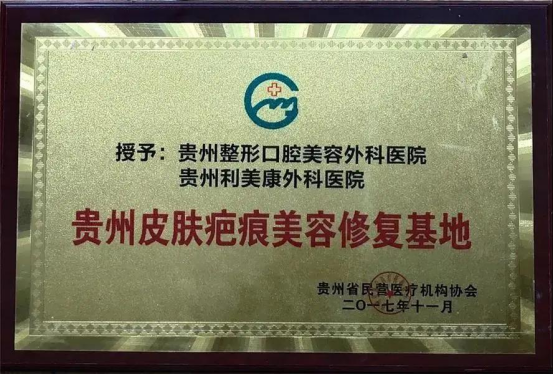 授予：贵州整形口腔美容外科医院
贵州利美康外科医院
贵州皮肤疤痕美容修复基地
贵州省民营医疗机构协会
二〇一七年十一月